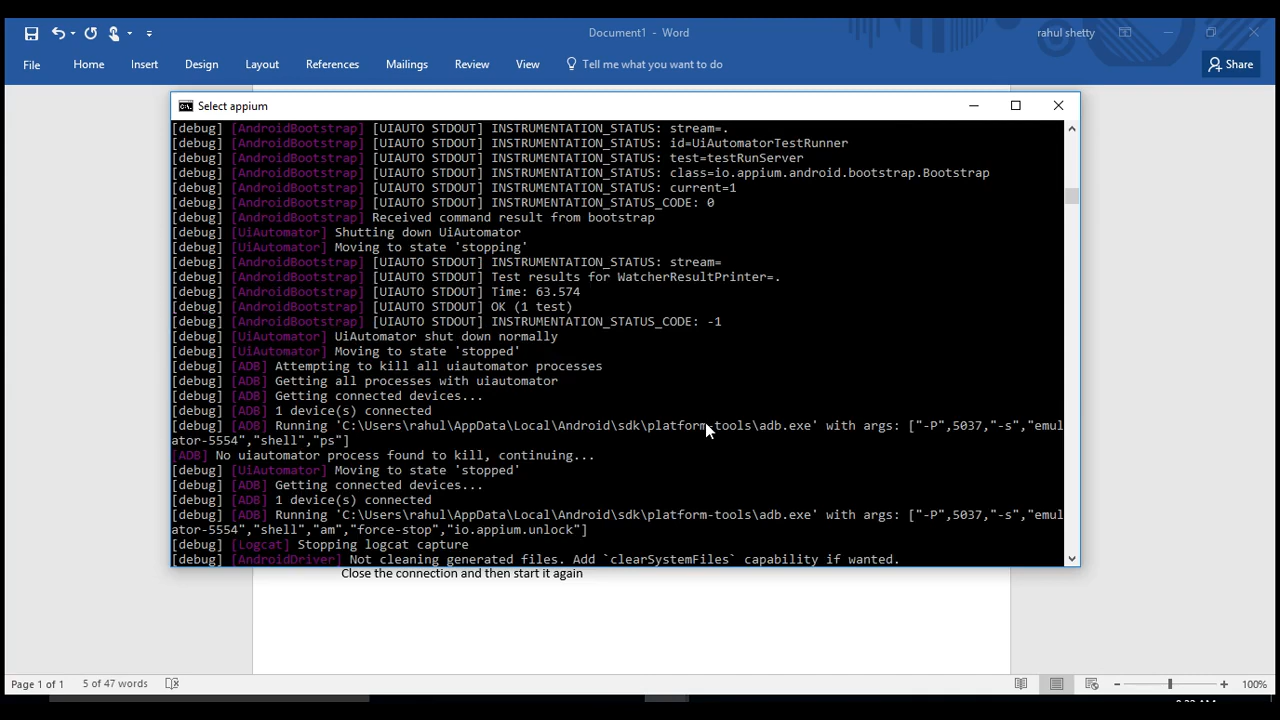 Document1 - Word
rahul shetty
File Home Insert Design Layout References Mailings Review View Tell me what you want to do Share
Select appium
[debug] [AndroidBootstrap] [UIAUTO STDOUT] INSTRUMENTATION_STATUS: stream=.
[debug] [AndroidBootstrap] [UIAUTO STDOUT] INSTRUMENTATION_STATUS: id=UiAutomatorTestRunner
[debug] [AndroidBootstrap] [UIAUTO STDOUT] INSTRUMENTATION_STATUS: test=testRunServer
[debug] [AndroidBootstrap] [UIAUTO STDOUT] INSTRUMENTATION_STATUS: class=io.appium.android.bootstrap.Bootstrap
[debug] [AndroidBootstrap] [UIAUTO STDOUT] INSTRUMENTATION_STATUS: current=1
[debug] [AndroidBootstrap] [UIAUTO STDOUT] INSTRUMENTATION_STATUS_CODE: 0
[debug] [AndroidBootstrap] Received command result from bootstrap
[debug] [UiAutomator] Shutting down UiAutomator
[debug] [UiAutomator] Moving to state 'stopping'
[debug] [AndroidBootstrap] [UIAUTO STDOUT] INSTRUMENTATION_STATUS: stream=
[debug] [AndroidBootstrap] [UIAUTO STDOUT] Test results for WatcherResultPrinter=.
[debug] [AndroidBootstrap] [UIAUTO STDOUT] Time: 63.574
[debug] [AndroidBootstrap] [UIAUTO STDOUT] OK (1 test)
[debug] [AndroidBootstrap] [UIAUTO STDOUT] INSTRUMENTATION_STATUS_CODE: -1
[debug] [UiAutomator] UiAutomator shut down normally
[debug] [UiAutomator] Moving to state 'stopped'
[debug] [ADB] Attempting to kill all uiautomator processes
[debug] [ADB] Getting all processes with uiautomator
[debug] [ADB] Getting connected devices...
[debug] [ADB] 1 device(s) connected
[debug] [ADB] Running 'C:\Users\rahul\AppData\Local\Android\sdk\platform-tools\adb.exe' with args: ["-P",5037,"-s","emul
ator-5554","shell","ps"]
[ADB] No uiautomator process found to kill, continuing...
[debug] [UiAutomator] Moving to state 'stopped'
[debug] [ADB] Getting connected devices...
[debug] [ADB] 1 device(s) connected
[debug] [ADB] Running 'C:\Users\rahul\AppData\Local\Android\sdk\platform-tools\adb.exe' with args: ["-P",5037,"-s","emul
ator-5554","shell","am","force-stop","io.appium.unlock"]
[debug] [Logcat] Stopping logcat capture
[debug] [AndroidDriver] Not cleaning generated files. Add `clearSystemFiles` capability if wanted.
Close the connection and then start it again
Page 1 of 1 5 of 47 words 100%